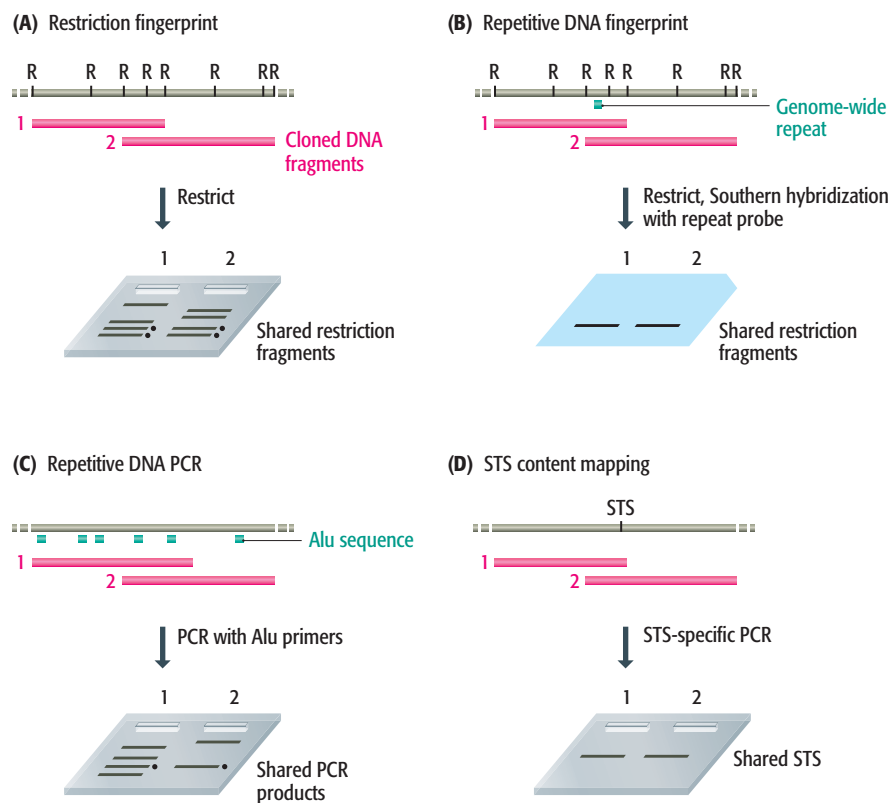 (A) Restriction fingerprint
R R R R R R R R
1
2
Cloned DNA
fragments
Restrict
1 2
Shared restriction
fragments
(B) Repetitive DNA fingerprint
R R R R R R R R
Genome-wide
repeat
1
2
Restrict, Southern hybridization
with repeat probe
1 2
Shared restriction
fragments
(C) Repetitive DNA PCR
Alu sequence
1
2
PCR with Alu primers
1 2
Shared PCR
products
(D) STS content mapping
STS
1
2
STS-specific PCR
1 2
Shared STS